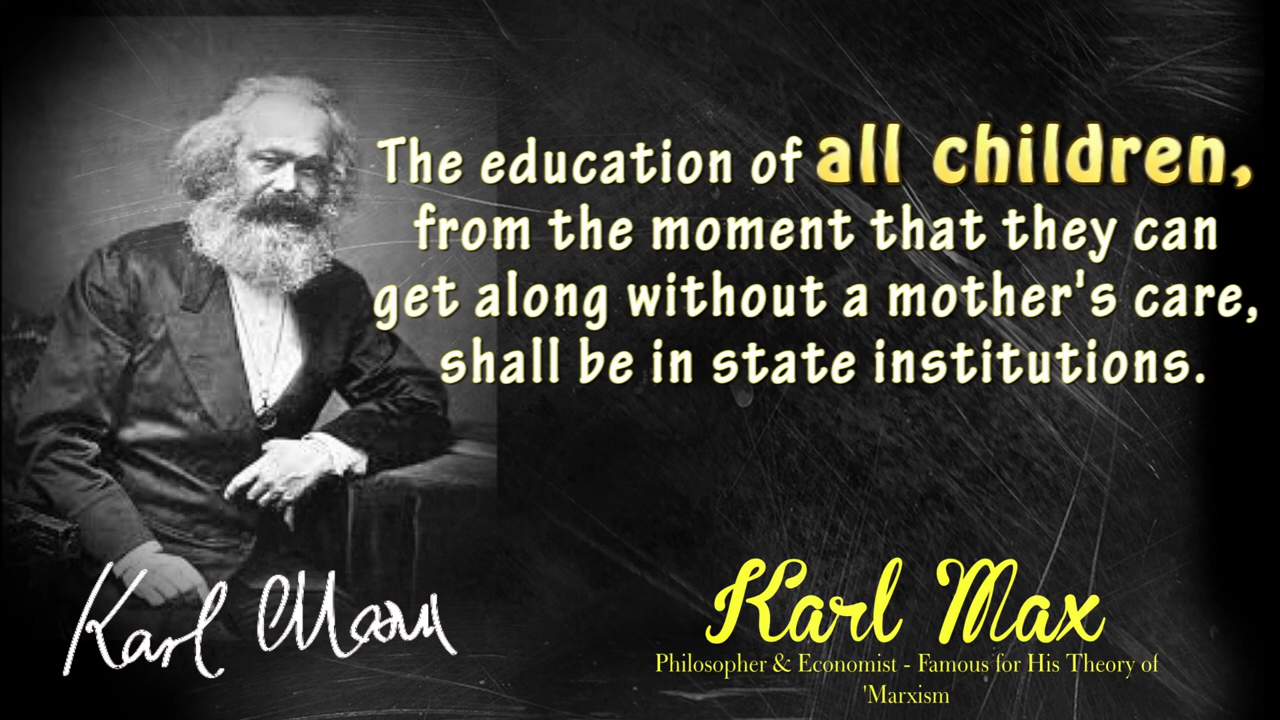 The education of all children,
from the moment that they can
get along without a mother's care,
shall be in state institutions.
Karl Marx
Karl Max
Philosopher & Economist - Famous for His Theory of
'Marxism